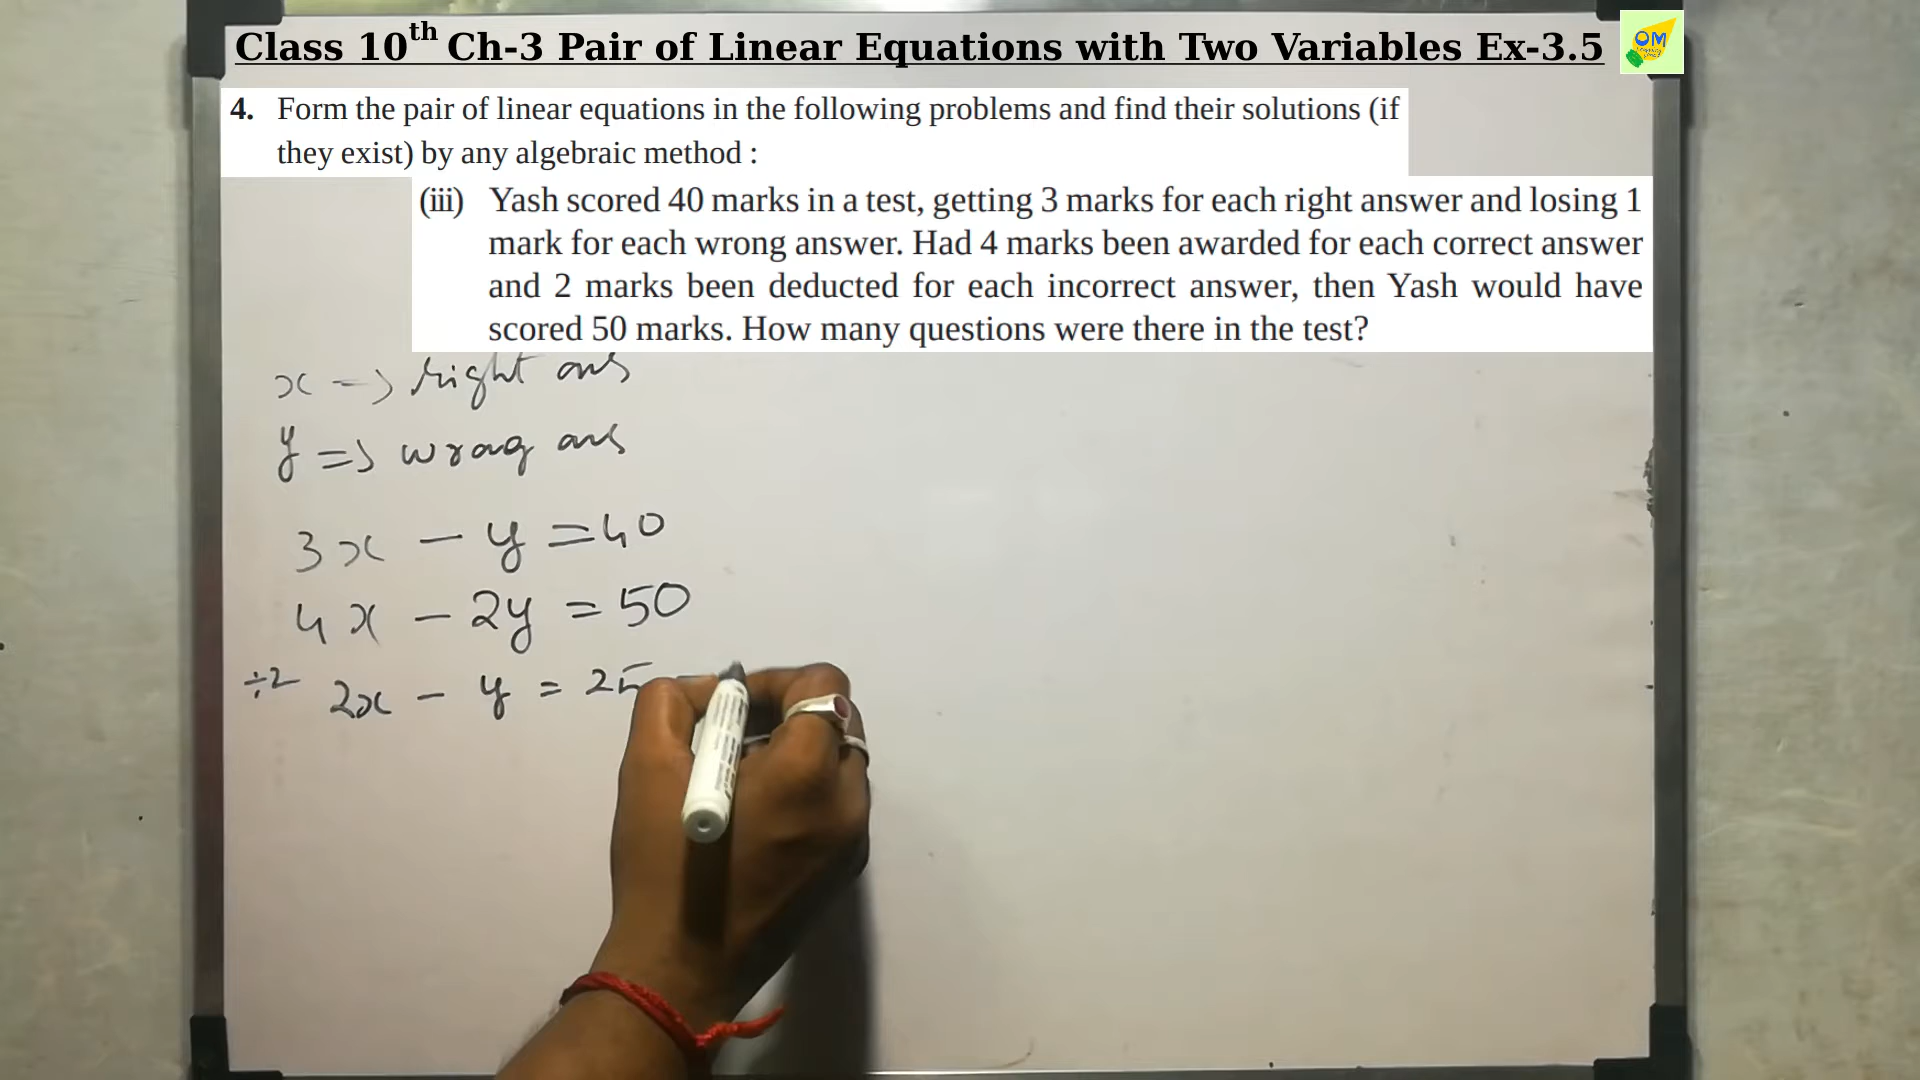 Class 10th Ch-3 Pair of Linear Equations with Two Variables Ex-3.5
OM
4. Form the pair of linear equations in the following problems and find their solutions (if
they exist) by any algebraic method :
(iii) Yash scored 40 marks in a test, getting 3 marks for each right answer and losing 1
mark for each wrong answer. Had 4 marks been awarded for each correct answer
and 2 marks been deducted for each incorrect answer, then Yash would have
scored 50 marks. How many questions were there in the test?
x => right ans
y => wrong ans
3x - y = 40
4x - 2y = 50
÷2 2x - y = 25